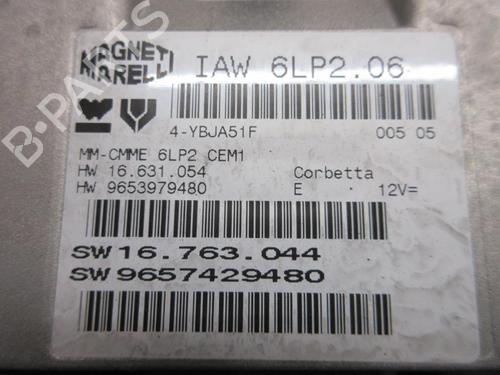 MAGNETI MARELLI
IAW 6LP2.06
4-YBJA51F
005 05
MM-CMME 6LP2 CEM1
HW 16.631.054
Corbetta
HW 9653979480
E
12V=
SW 16.763.044
SW 9657429480
B-PARTS